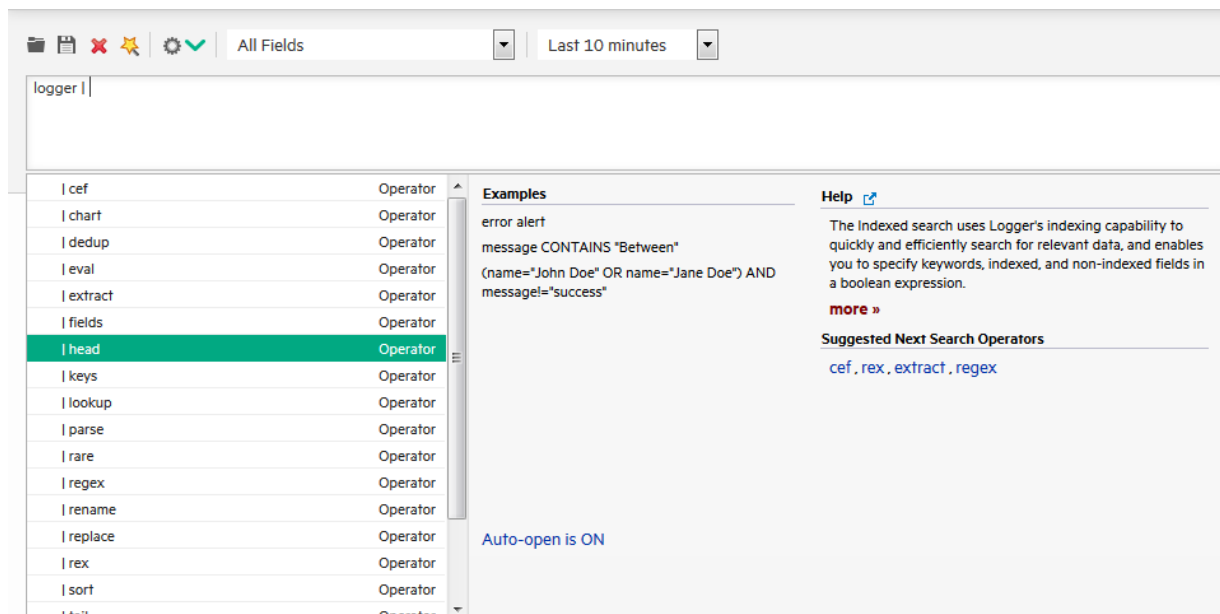 All Fields
Last 10 minutes
logger |
| cef Operator
| chart Operator
| dedup Operator
| eval Operator
| extract Operator
| fields Operator
| head Operator
| keys Operator
| lookup Operator
| parse Operator
| rare Operator
| regex Operator
| rename Operator
| replace Operator
| rex Operator
| sort Operator
Examples
error alert
message CONTAINS "Between"
(name="John Doe" OR name="Jane Doe") AND
message!="success"
Auto-open is ON
Help
The Indexed search uses Logger's indexing capability to
quickly and efficiently search for relevant data, and enables
you to specify keywords, indexed, and non-indexed fields in
a boolean expression.
more »
Suggested Next Search Operators
cef , rex , extract , regex